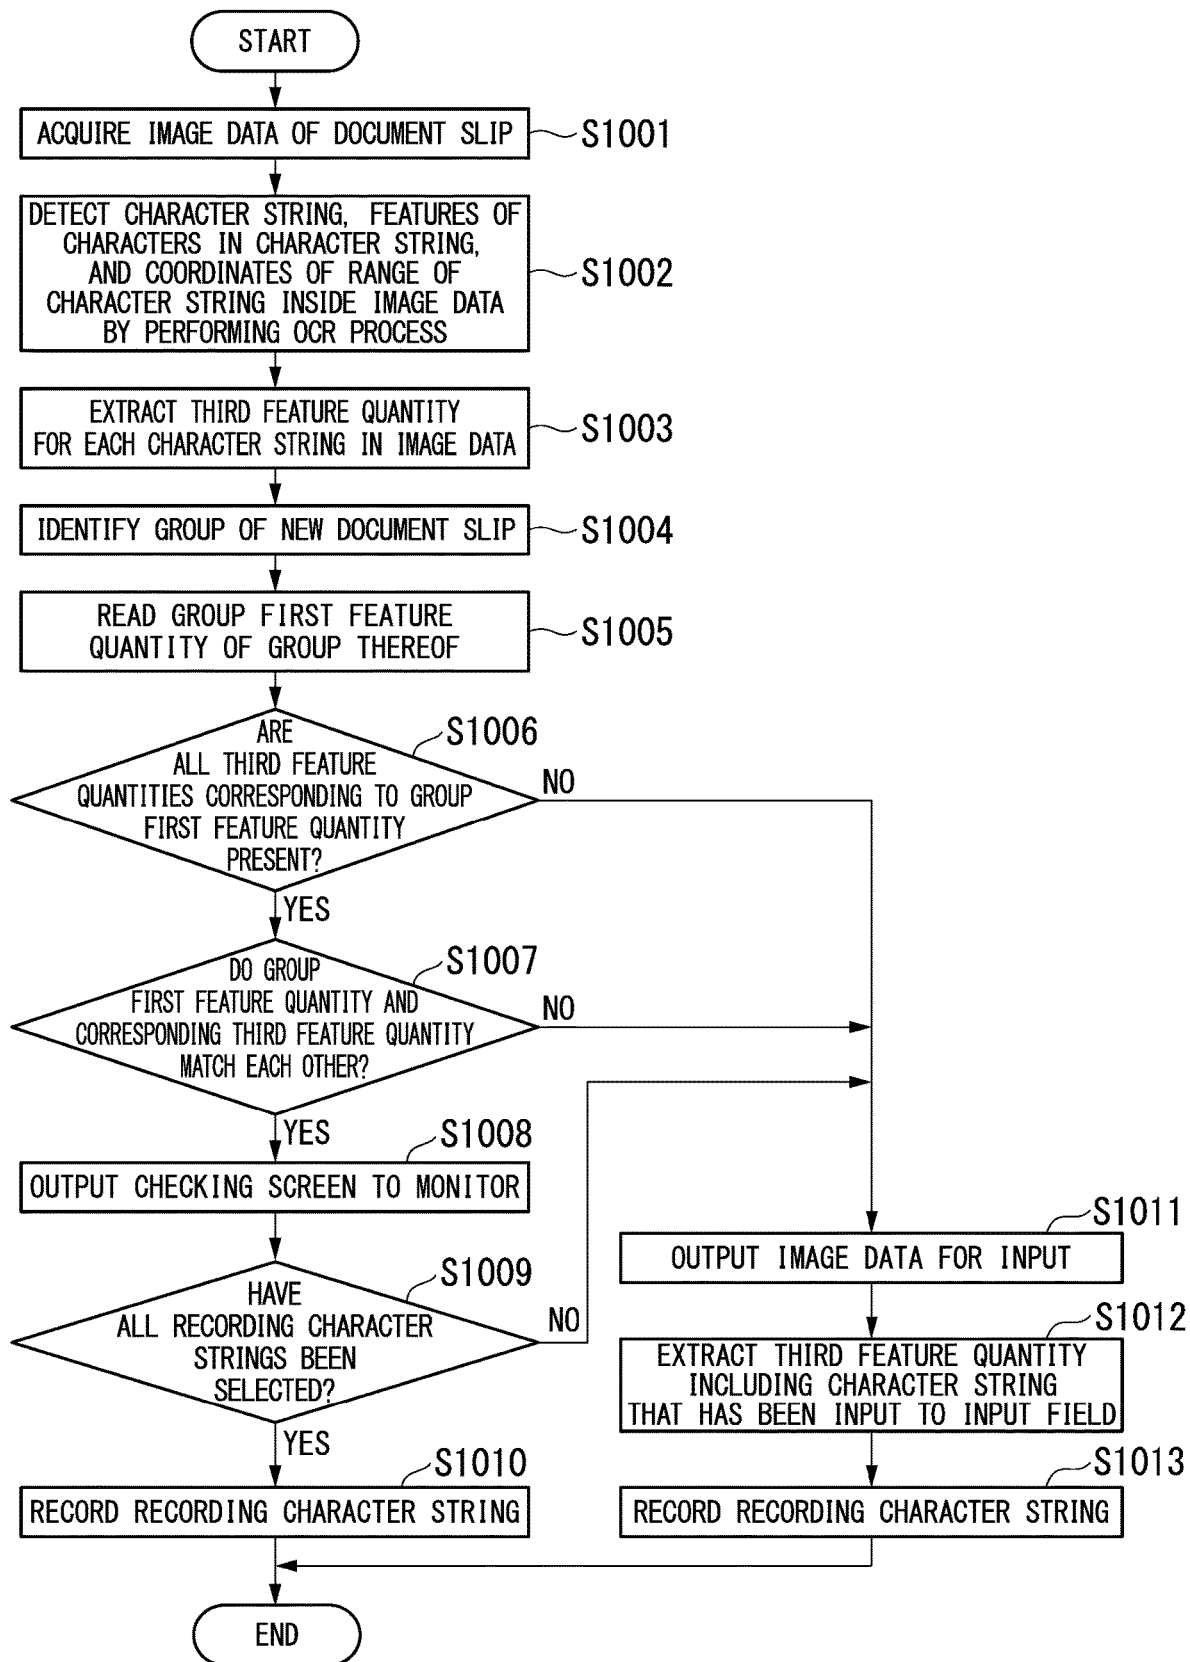 START
ACQUIRE IMAGE DATA OF DOCUMENT SLIP
S1001
DETECT CHARACTER STRING, FEATURES OF
CHARACTERS IN CHARACTER STRING,
AND COORDINATES OF RANGE OF
CHARACTER STRING INSIDE IMAGE DATA
BY PERFORMING OCR PROCESS
S1002
EXTRACT THIRD FEATURE QUANTITY
FOR EACH CHARACTER STRING IN IMAGE DATA
S1003
IDENTIFY GROUP OF NEW DOCUMENT SLIP
S1004
READ GROUP FIRST FEATURE
QUANTITY OF GROUP THEREOF
S1005
ARE
ALL THIRD FEATURE
QUANTITIES CORRESPONDING TO GROUP
FIRST FEATURE QUANTITY
PRESENT?
S1006
NO
YES
DO GROUP
FIRST FEATURE QUANTITY AND
CORRESPONDING THIRD FEATURE QUANTITY
MATCH EACH OTHER?
S1007
NO
YES
OUTPUT CHECKING SCREEN TO MONITOR
S1008
HAVE
ALL RECORDING CHARACTER
STRINGS BEEN
SELECTED?
S1009
NO
YES
RECORD RECORDING CHARACTER STRING
S1010
OUTPUT IMAGE DATA FOR INPUT
S1011
EXTRACT THIRD FEATURE QUANTITY
INCLUDING CHARACTER STRING
THAT HAS BEEN INPUT TO INPUT FIELD
S1012
RECORD RECORDING CHARACTER STRING
S1013
END